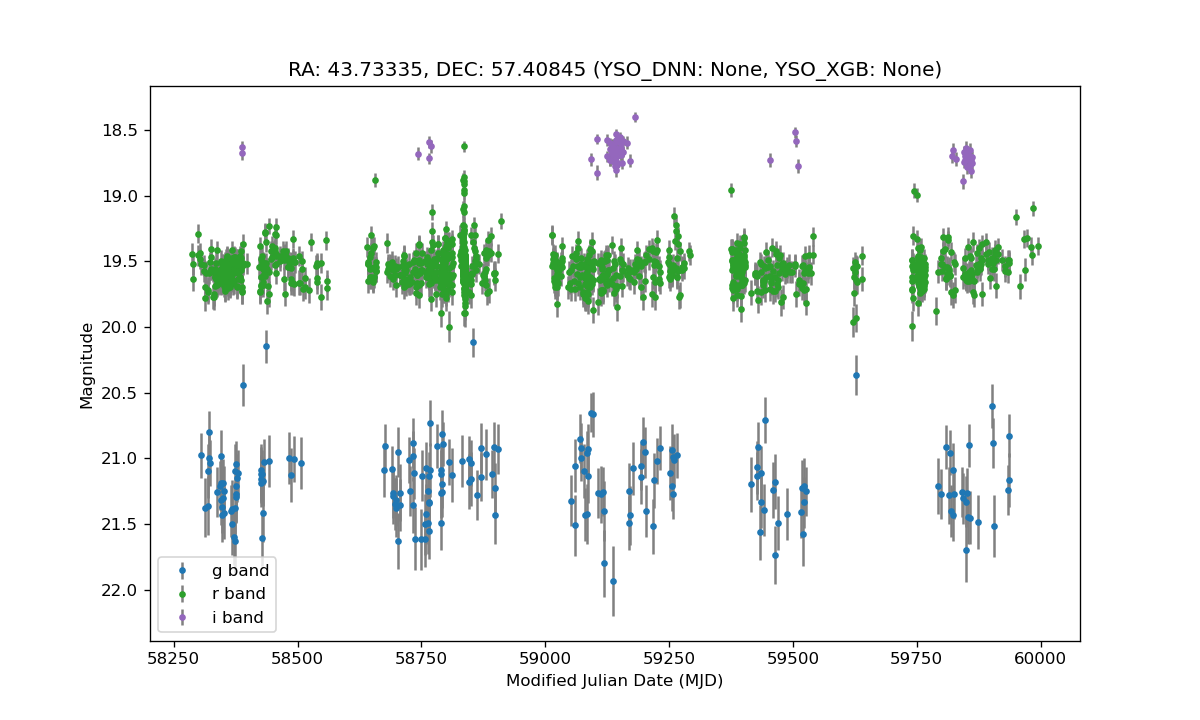 RA: 43.73335, DEC: 57.40845 (YSO_DNN: None, YSO_XGB: None)
Magnitude
18.5
19.0
19.5
20.0
20.5
21.0
21.5
22.0
g band
r band
i band
58250 58500 58750 59000 59250 59500 59750 60000
Modified Julian Date (MJD)